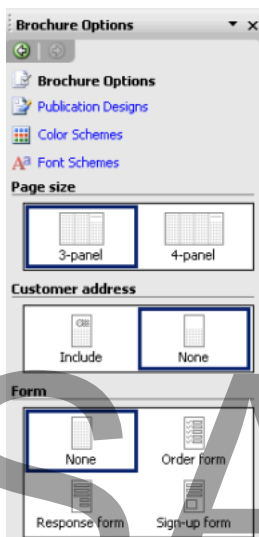 Brochure Options
Brochure Options
Publication Designs
Color Schemes
Font Schemes
Page size
3-panel 4-panel
Customer address
Include None
Form
None Order form
Response form Sign-up form
SA